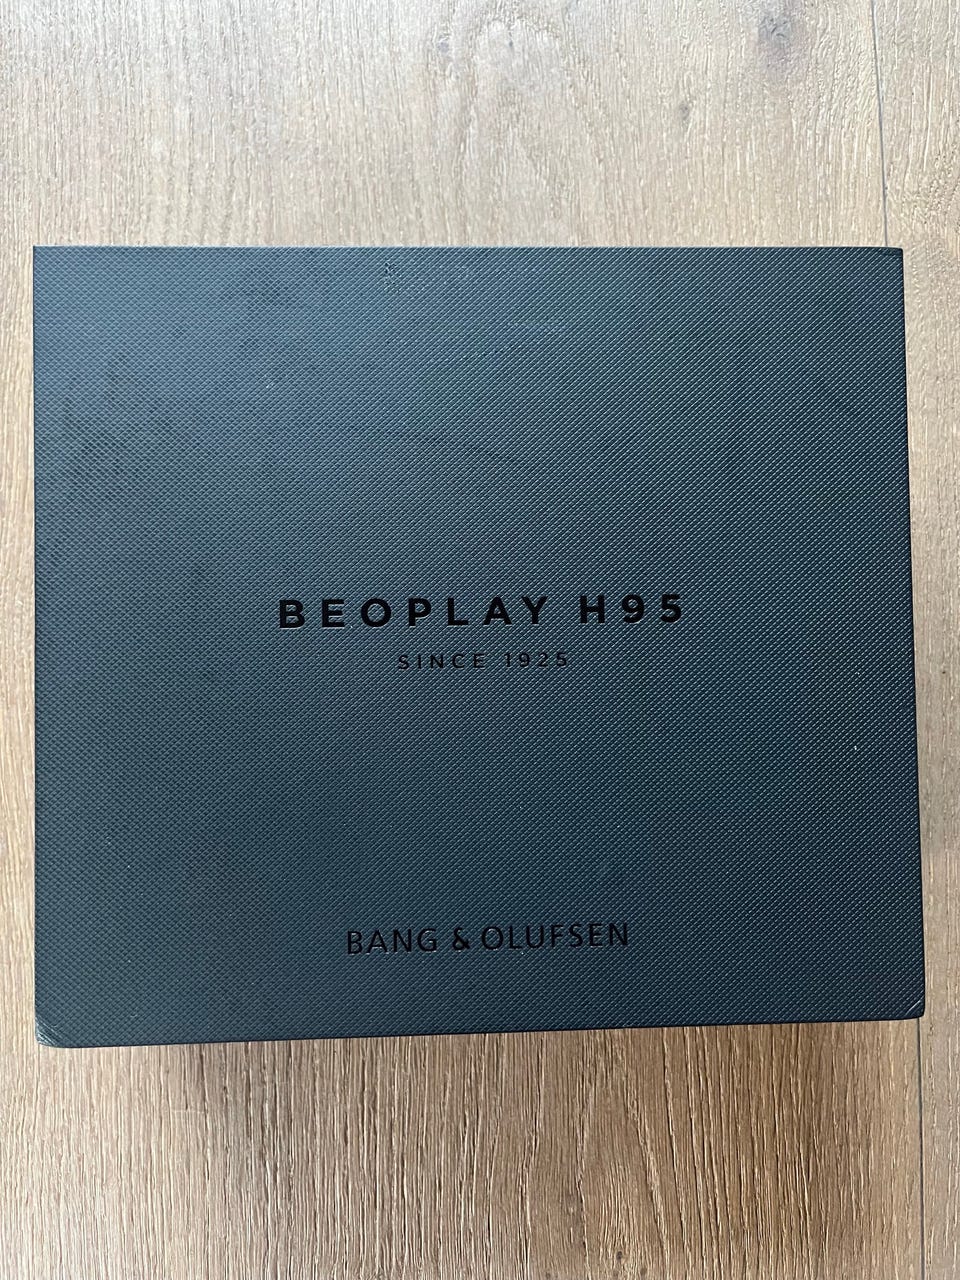 BEOPLAY H95
SINCE 1925
BANG & OLUFSEN